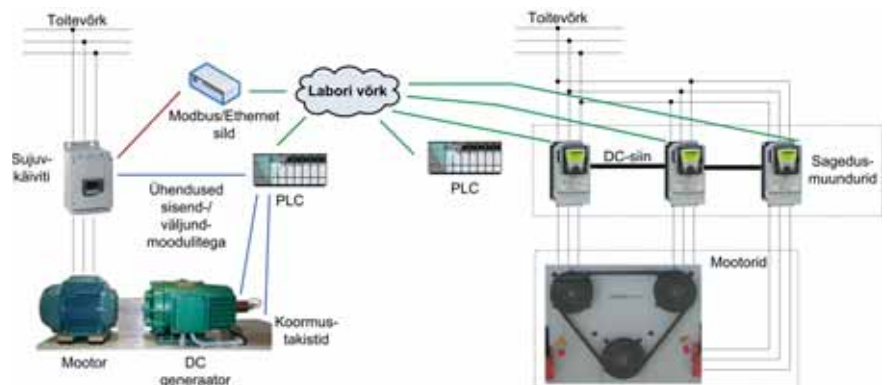 Toitevõrk
Toitevõrk
Labori võrk
Modbus/Ethernet
sild
Sujuv-
käiviti
Ühendused
sisend-/
väljund-
moodulitega
PLC
PLC
DC-siin
Sagedus-
muundurid
Mootorid
Koormus-
takistid
Mootor
DC
generaator